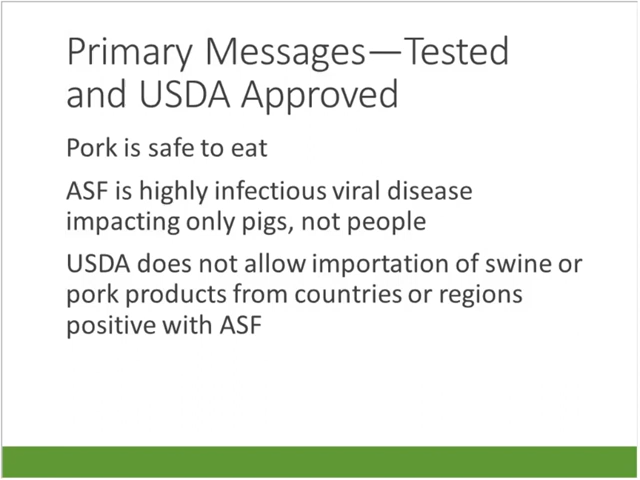 Primary Messages—Tested
and USDA Approved
Pork is safe to eat
ASF is highly infectious viral disease
impacting only pigs, not people
USDA does not allow importation of swine or
pork products from countries or regions
positive with ASF